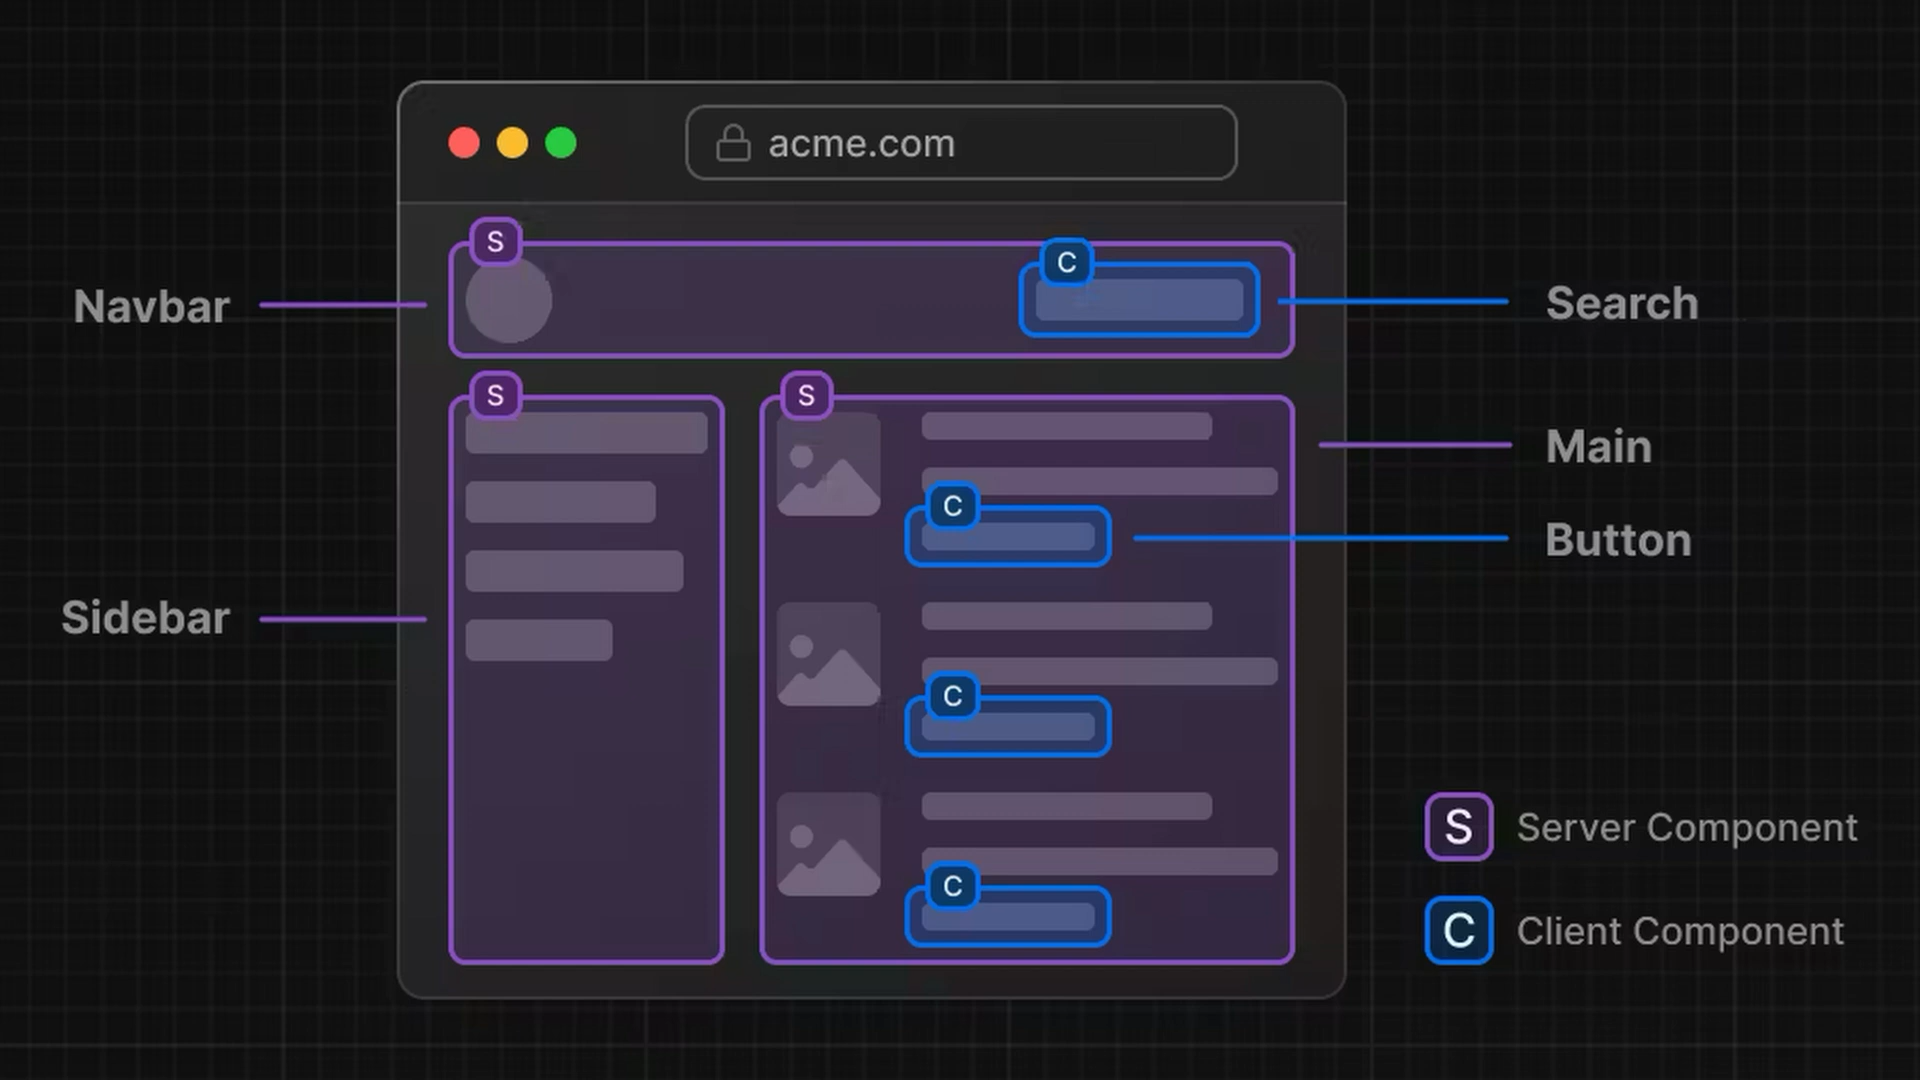 acme.com
S
C
Navbar
Search
S
S
Main
C
Button
Sidebar
C
S Server Component
C
C Client Component